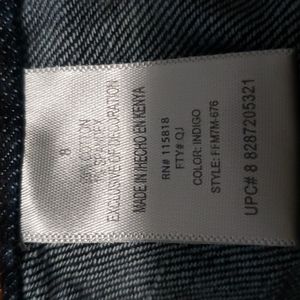 8
EXCLUSIVE OF DECORATION
MADE IN /HECHO EN KENYA
RN# 115818
FTY# QJ
COLOR: INDIGO
STYLE: FFM7M-676
UPC# 8 8287205321